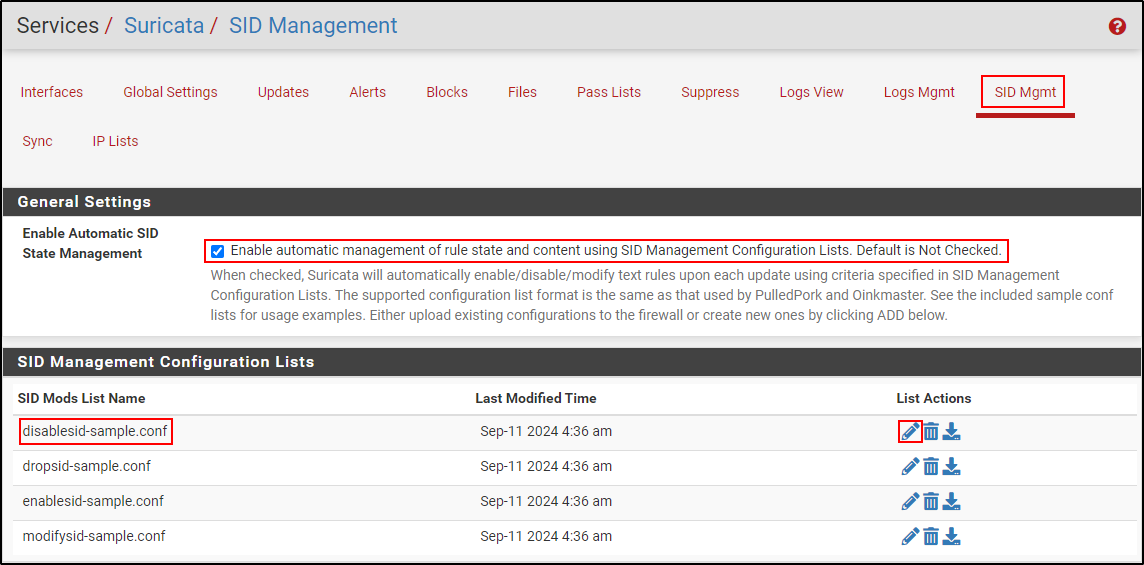 Services / Suricata / SID Management
Interfaces Global Settings Updates Alerts Blocks Files Pass Lists Suppress Logs View Logs Mgmt SID Mgmt
Sync IP Lists
General Settings
Enable Automatic SID
State Management
Enable automatic management of rule state and content using SID Management Configuration Lists. Default is Not Checked.
When checked, Suricata will automatically enable/disable/modify text rules upon each update using criteria specified in SID Management
Configuration Lists. The supported configuration list format is the same as that used by PulledPork and Oinkmaster. See the included sample conf
lists for usage examples. Either upload existing configurations to the firewall or create new ones by clicking ADD below.
SID Management Configuration Lists
SID Mods List Name Last Modified Time List Actions
disablesid-sample.conf Sep-11 2024 4:36 am
dropsid-sample.conf Sep-11 2024 4:36 am
enablesid-sample.conf Sep-11 2024 4:36 am
modifysid-sample.conf Sep-11 2024 4:36 am